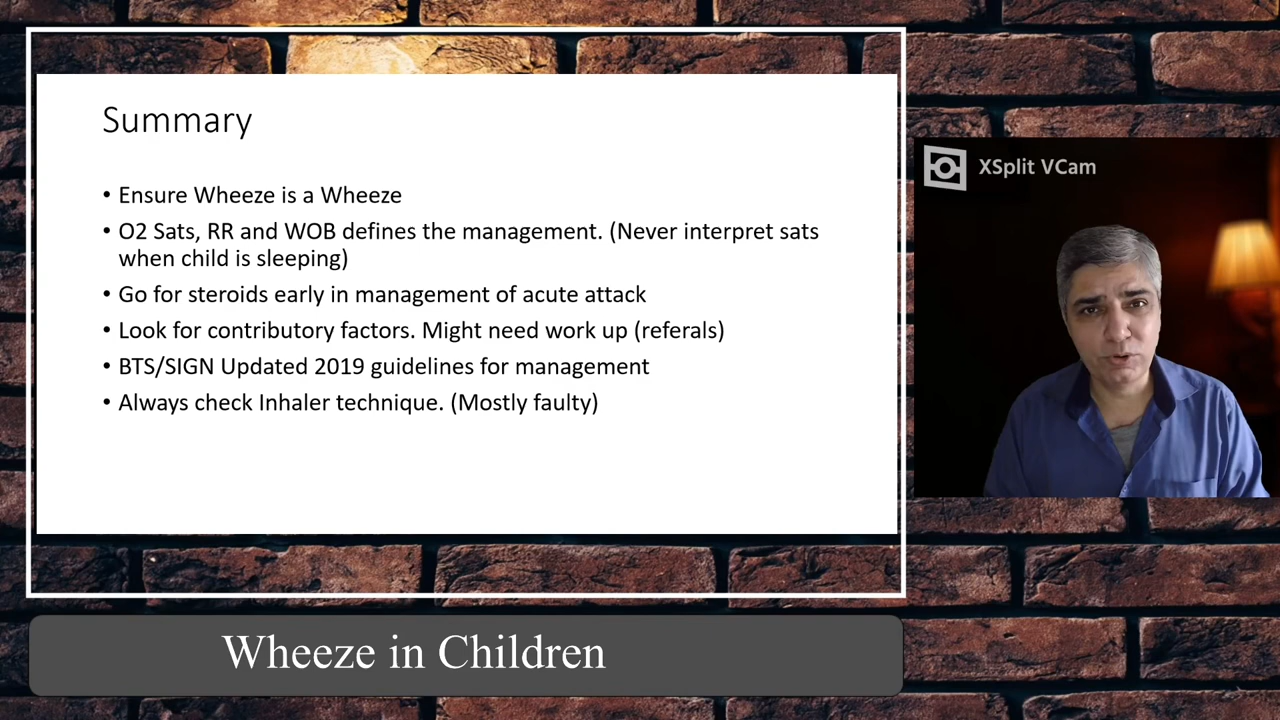 Summary
• Ensure Wheeze is a Wheeze
• O2 Sats, RR and WOB defines the management. (Never interpret sats
when child is sleeping)
• Go for steroids early in management of acute attack
• Look for contributory factors. Might need work up (referals)
• BTS/SIGN Updated 2019 guidelines for management
• Always check Inhaler technique. (Mostly faulty)
XSplit VCam
Wheeze in Children